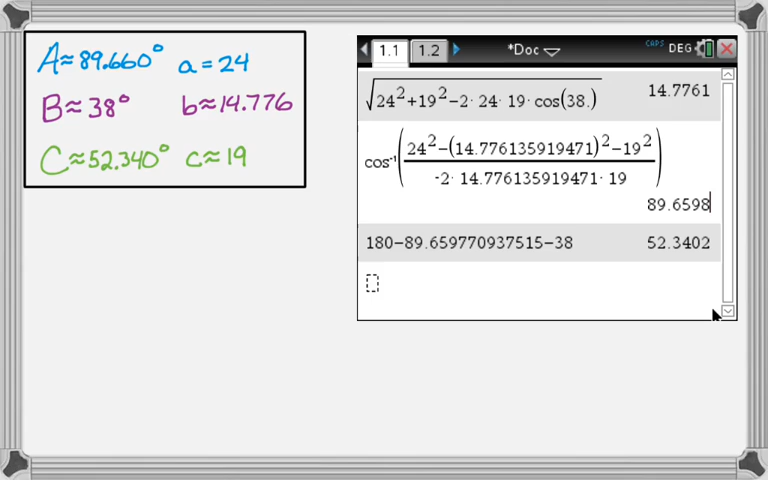 A≈89.660° a=24
B≈38° b≈14.776
C≈52.340° c≈19
1.1 1.2 *Doc CAPS DEG
√24²+19²−2·24·19·cos(38.) 14.7761
cos⁻¹((24²−(14.776135919471)²−19²)/(-2·14.776135919471·19))
89.6598
180−89.659770937515−38 52.3402